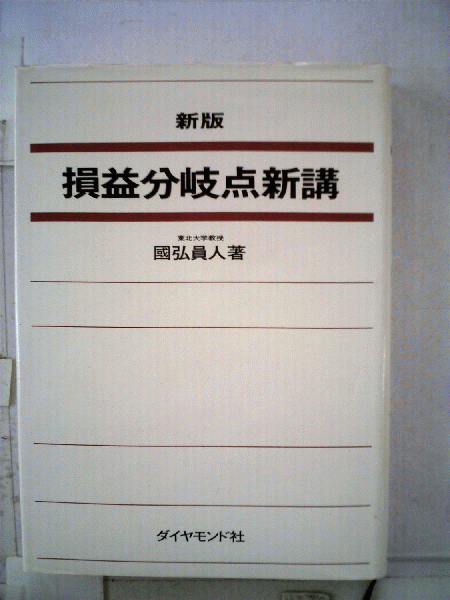 新版
損益分岐点新講
東北大学教授
國弘員人著
ダイヤモンド社